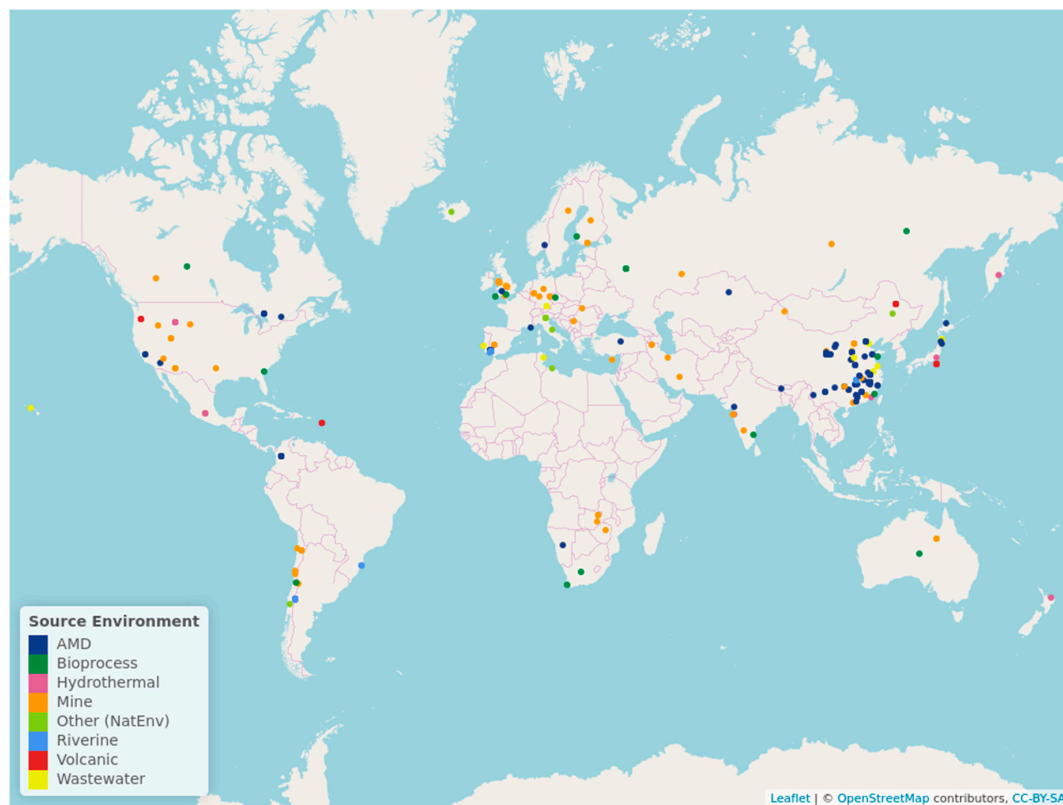 Source Environment
AMD
Bioprocess
Hydrothermal
Mine
Other (NatEnv)
Riverine
Volcanic
Wastewater
Leaflet | © OpenStreetMap contributors, CC-BY-SA